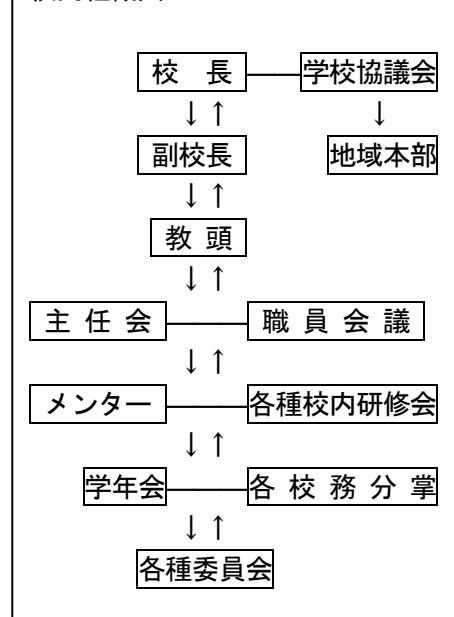 校 長 学校協議会
↓↑ ↓
副校長 地域本部
↓↑
教 頭
↓↑
主 任 会 職 員 会 議
↓↑
メンター 各種校内研修会
↓↑
学年会 各 校 務 分 掌
↓↑
各種委員会